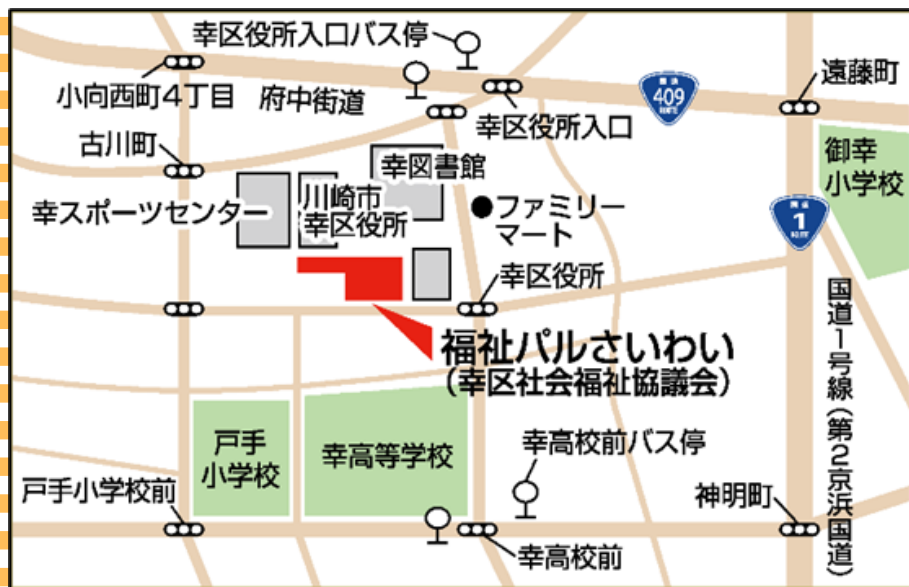 幸区役所入口バス停
小向西町4丁目
府中街道
幸区役所入口
409
ROUTE
遠藤町
古川町
幸図書館
御幸
小学校
幸スポーツセンター
川崎市
幸区役所
ファミリー
マート
1
ROUTE
幸区役所
福祉パルさいわい
（幸区社会福祉協議会）
国道1号線（第2京浜国道）
戸手
小学校
幸高等学校
幸高校前バス停
戸手小学校前
神明町
幸高校前